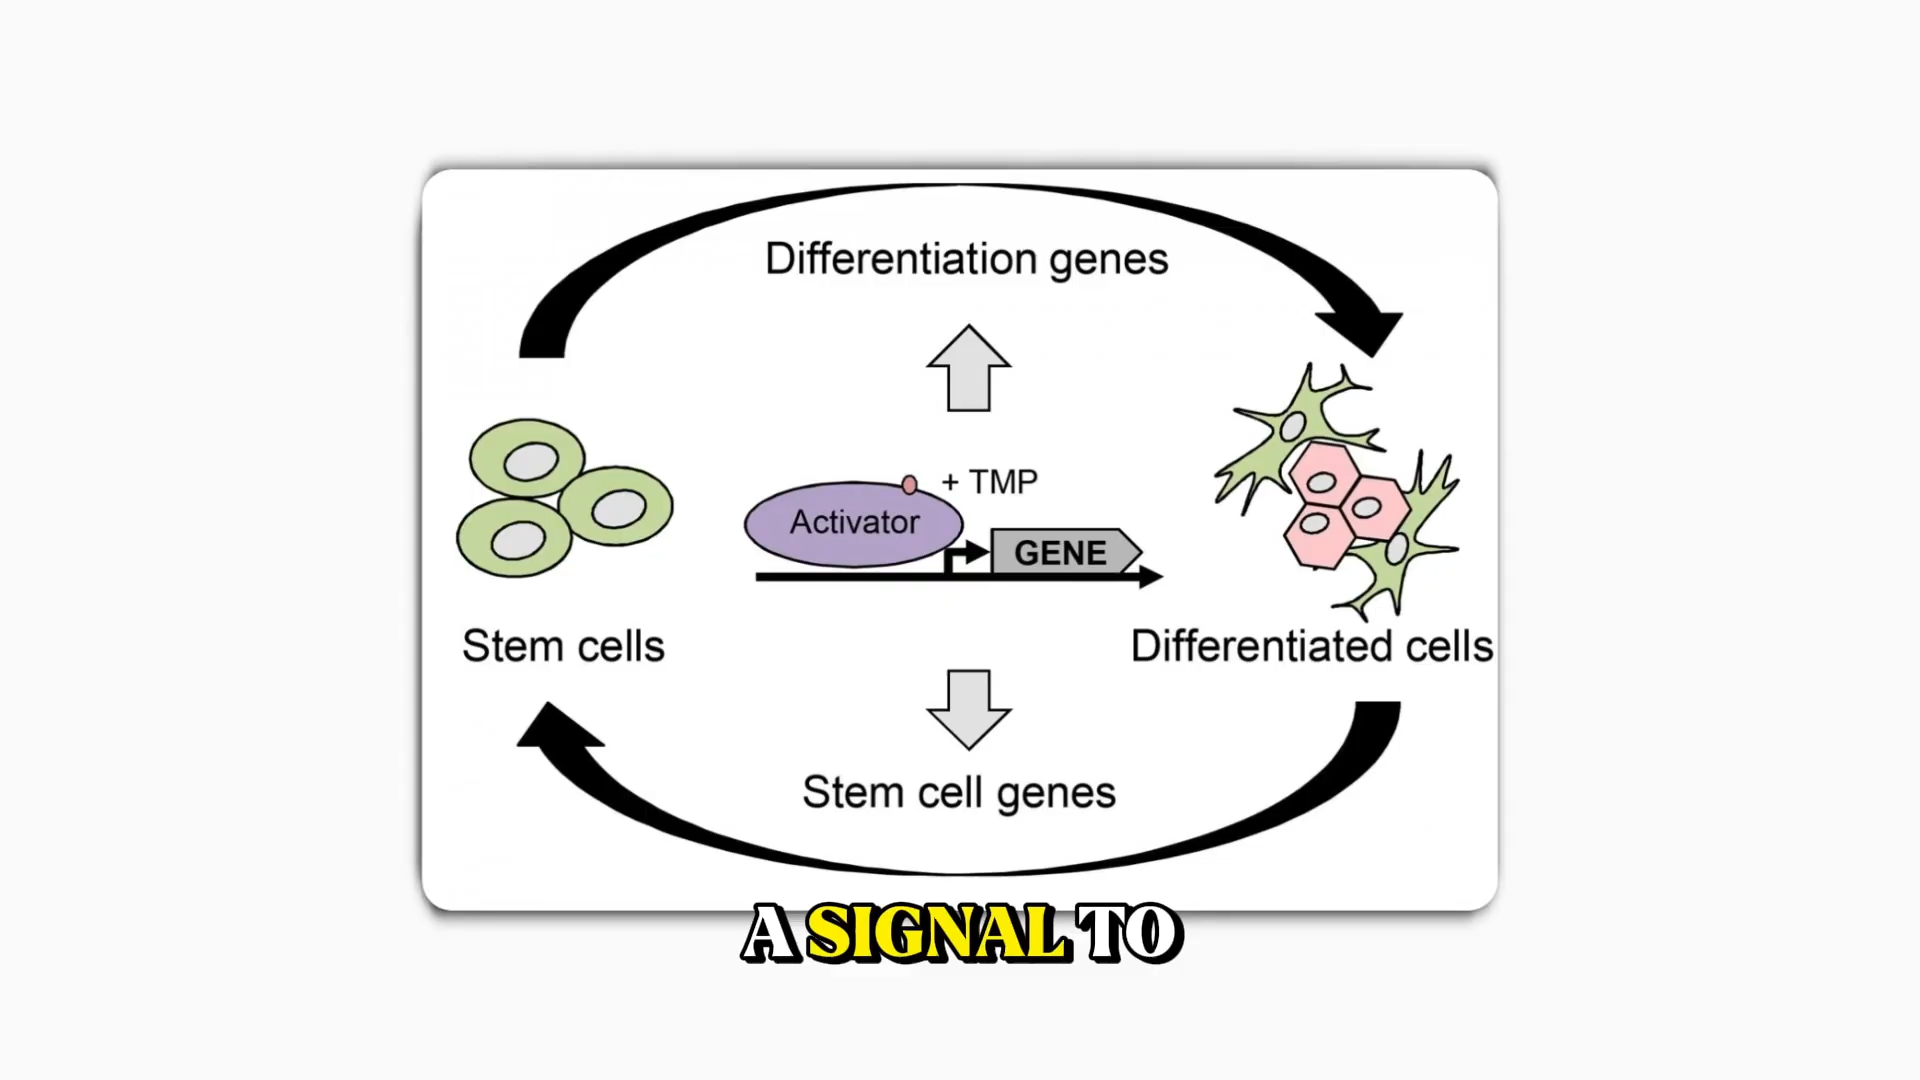 Differentiation genes
+ TMP
Activator
GENE
Stem cells
Differentiated cells
Stem cell genes
A SIGNAL TO